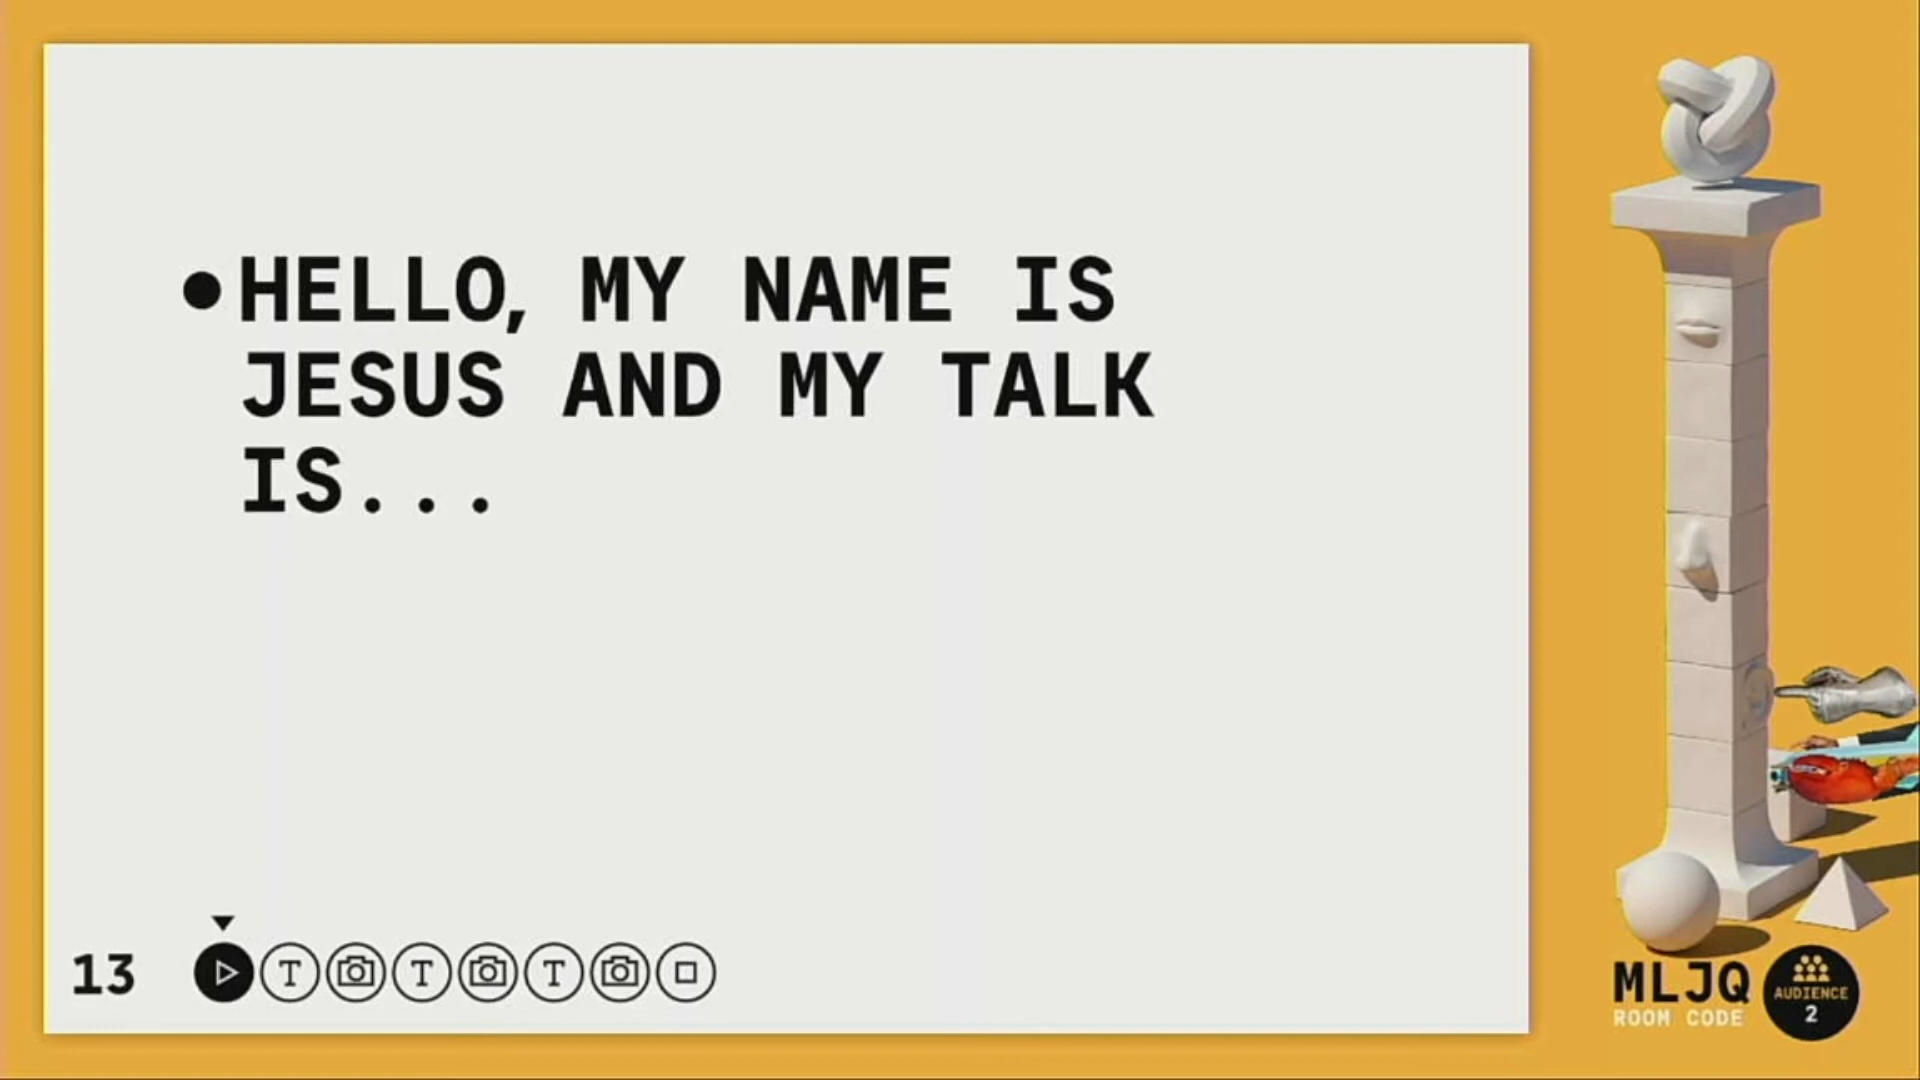 •HELLO, MY NAME IS
JESUS AND MY TALK
IS...
13
T
T
T
MLJQ
ROOM CODE
AUDIENCE
2